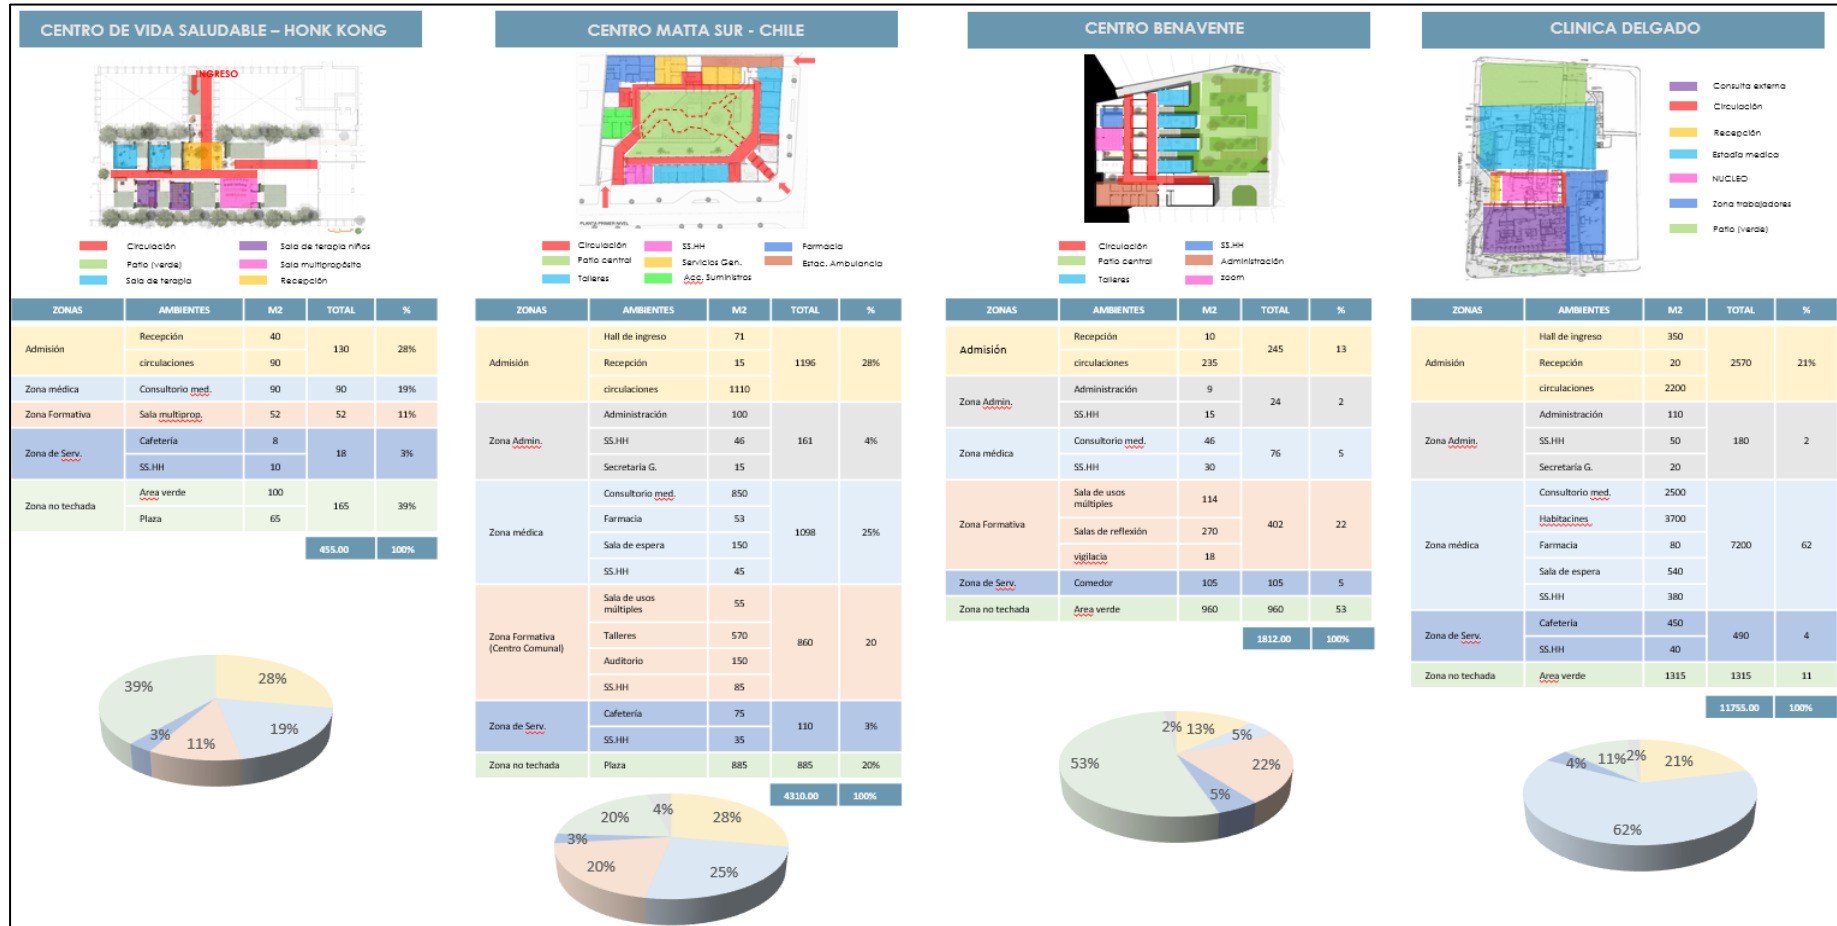 CENTRO DE VIDA SALUDABLE – HONK KONG
INGRESO
Circulación
Sala de terapia niños
Patio (verde)
Sala multipropósito
Sala de terapia
Recepción
ZONAS AMBIENTES M2 TOTAL %
Admisión Recepción 40 130 28%
circulaciones 90
Zona médica Consultorio med. 90 90 19%
Zona Formativa Sala multiprop. 52 52 11%
Zona de Serv. Cafetería 8 18 3%
SS.HH 10
Zona no techada Area verde 100 165 39%
Plaza 65
455.00 100%
39%
28%
3%
11%
19%
CENTRO MATTA SUR - CHILE
PLANTA PRIMER NIVEL
Circulación
SS.HH
Farmacia
Patio central
Servicios Gen.
Estac. Ambulancia
Talleres
Acc. Suministros
ZONAS AMBIENTES M2 TOTAL %
Admisión Hall de ingreso 71 1196 28%
Recepción 15
circulaciones 1110
Zona Admin. Administración 100 161 4%
SS.HH 46
Secretaría G. 15
Zona médica Consultorio med. 850 1098 25%
Farmacia 53
Sala de espera 150
SS.HH 45
Zona Formativa (Centro Comunal) Sala de usos múltiples 55 860 20
Talleres 570
Auditorio 150
SS.HH 85
Zona de Serv. Cafetería 75 110 3%
SS.HH 35
Zona no techada Plaza 885 885 20%
4310.00 100%
20%
4%
28%
3%
20%
25%
CENTRO BENAVENTE
Circulación
SS.HH
Patio central
Administración
Talleres
zoom
ZONAS AMBIENTES M2 TOTAL %
Admisión Recepción 10 245 13
circulaciones 235
Zona Admin. Administración 9 24 2
SS.HH 15
Zona médica Consultorio med. 46 76 5
SS.HH 30
Zona Formativa Sala de usos múltiples 114 402 22
Salas de reflexión 270
vigilacia 18
Zona de Serv. Comedor 105 105 5
Zona no techada Area verde 960 960 53
1812.00 100%
2%
13%
5%
53%
22%
5%
CLINICA DELGADO
Consulta externa
Circulación
Recepción
Estadía medica
NUCLEO
Zona trabajadores
Patio (verde)
ZONAS AMBIENTES M2 TOTAL %
Admisión Hall de ingreso 350 2570 21%
Recepción 20
circulaciones 2200
Zona Admin. Administración 110 180 2
SS.HH 50
Secretaría G. 20
Zona médica Consultorio med. 2500 7200 62
Habitacines 3700
Farmacia 80
Sala de espera 540
SS.HH 380
Zona de Serv. Cafetería 450 490 4
SS.HH 40
Zona no techada Area verde 1315 1315 11
11755.00 100%
4%
11%
2%
21%
62%